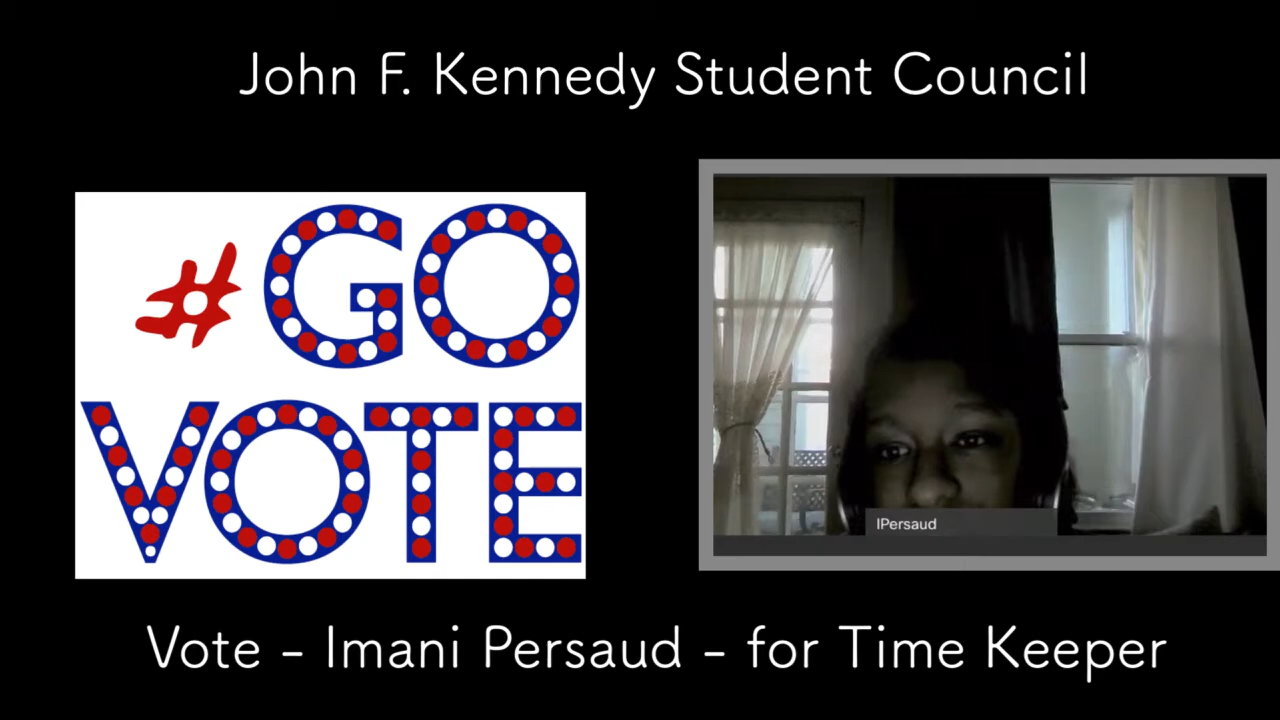 John F. Kennedy Student Council
#GO
VOTE
IPersaud
Vote - Imani Persaud - for Time Keeper